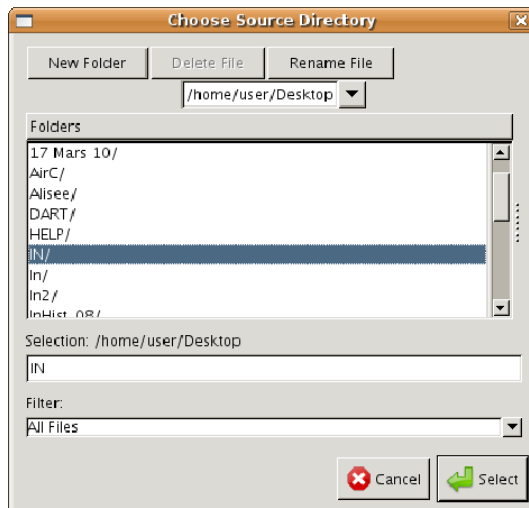 Choose Source Directory
New Folder Delete File Rename File
/home/user/Desktop
Folders
17 Mars 10/
AirC/
Alisee/
DART/
HELP/
IN/
In/
In2/
InHist_08/
Selection: /home/user/Desktop
IN
Filter:
All Files
Cancel Select